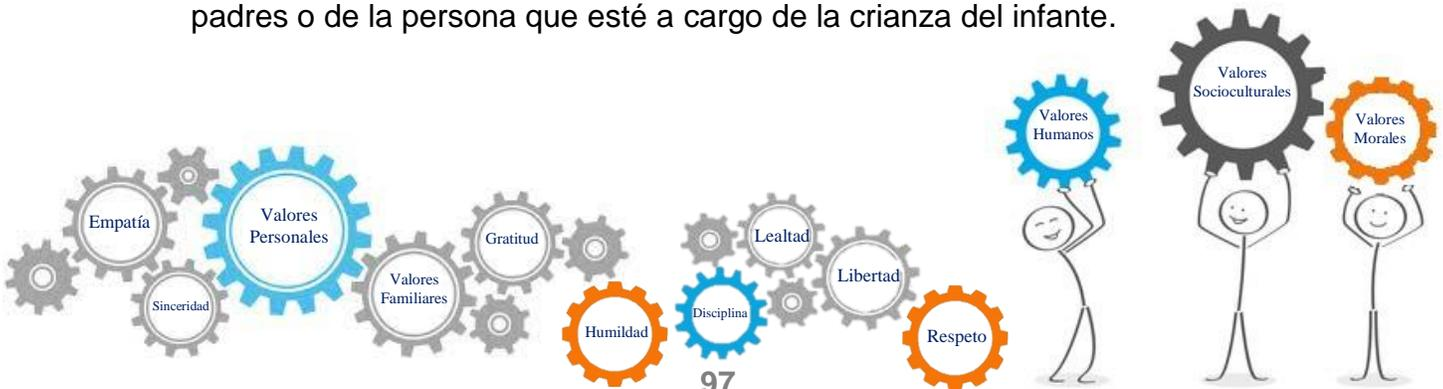 padres o de la persona que esté a cargo de la crianza del infante.
Empatía
Sinceridad
Valores
Personales
Valores
Familiares
Gratitud
Humildad
Disciplina
Lealtad
Libertad
Respeto
Valores
Humanos
Valores
Socioculturales
Valores
Morales
97